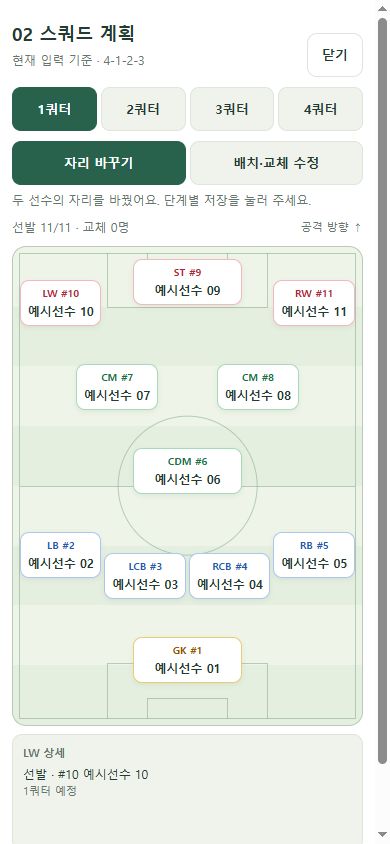 02 스쿼드 계획
현재 입력 기준 · 4-1-2-3
닫기
1쿼터 2쿼터 3쿼터 4쿼터
자리 바꾸기 배치·교체 수정
두 선수의 자리를 바꿨어요. 단계별 저장을 눌러 주세요.
선발 11/11 · 교체 0명 공격 방향 ↑
ST #9
예시선수 09
LW #10
예시선수 10
RW #11
예시선수 11
CM #7
예시선수 07
CM #8
예시선수 08
CDM #6
예시선수 06
LB #2
예시선수 02
LCB #3
예시선수 03
RCB #4
예시선수 04
RB #5
예시선수 05
GK #1
예시선수 01
LW 상세
선발 · #10 예시선수 10
1쿼터 예정